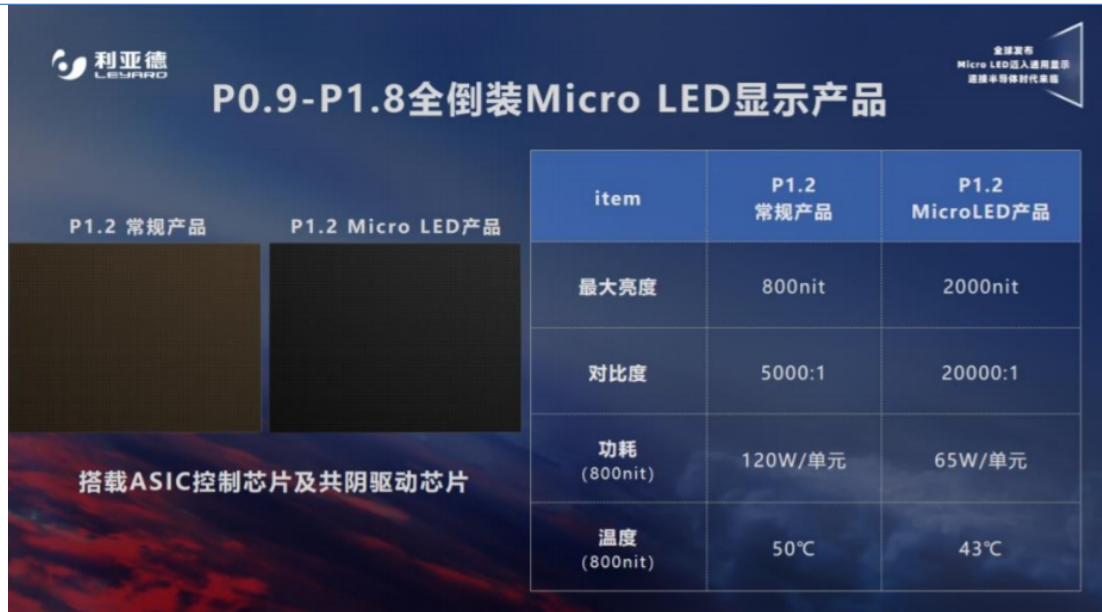 利亚德
LEYARD
全球发布
Micro LED迈入通用显示
迎接半导体时代来临
P0.9-P1.8全倒装Micro LED显示产品
P1.2 常规产品
P1.2 Micro LED产品
搭载ASIC控制芯片及共阴驱动芯片
item
P1.2
常规产品
P1.2
MicroLED产品
最大亮度
800nit
2000nit
对比度
5000:1
20000:1
功耗
(800nit)
120W/单元
65W/单元
温度
(800nit)
50℃
43℃